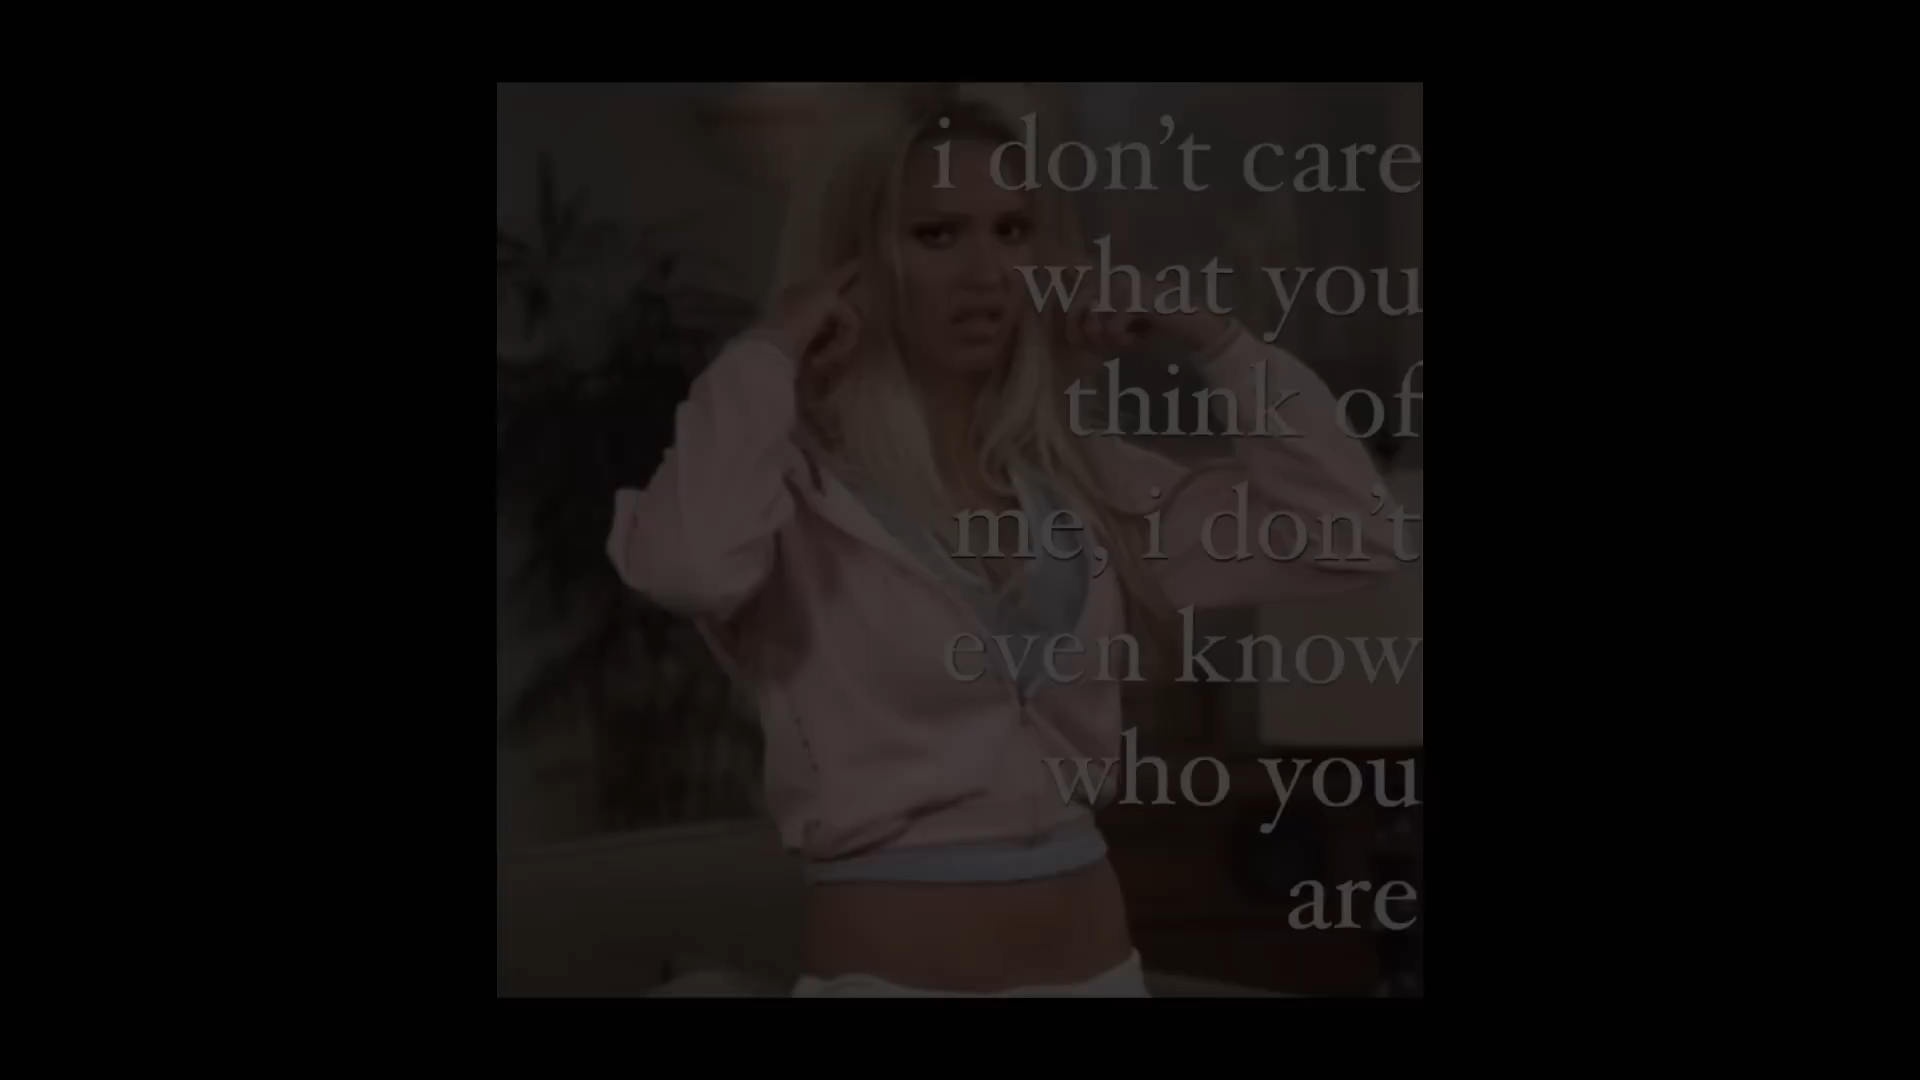 i don’t care
what you
think of
me, i don’t
even know
who you
are